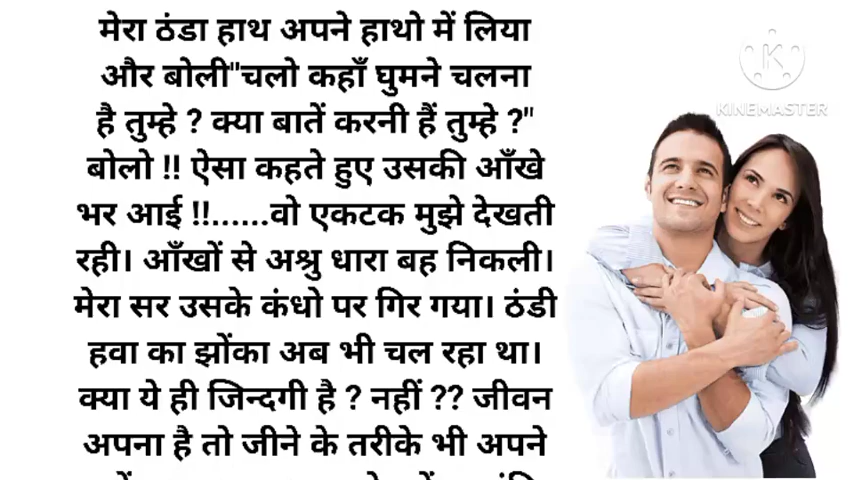 मेरा ठंडा हाथ अपने हाथो में लिया
और बोली"चलो कहाँ घुमने चलना
है तुम्हे ? क्या बातें करनी हैं तुम्हे ?"
बोलो !! ऐसा कहते हुए उसकी आँखे
भर आई !!......वो एकटक मुझे देखती
रही। आँखों से अश्रु धारा बह निकली।
मेरा सर उसके कंधो पर गिर गया। ठंडी
हवा का झोंका अब भी चल रहा था।
क्या ये ही जिन्दगी है ? नहीं ?? जीवन
अपना है तो जीने के तरीके भी अपने
K
KINEMASTER